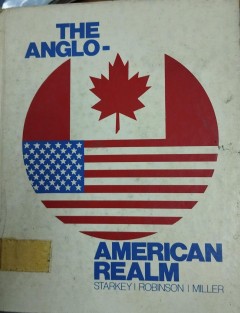 THE
ANGLO-
AMERICAN
REALM
STARKEY | ROBINSON | MILLER